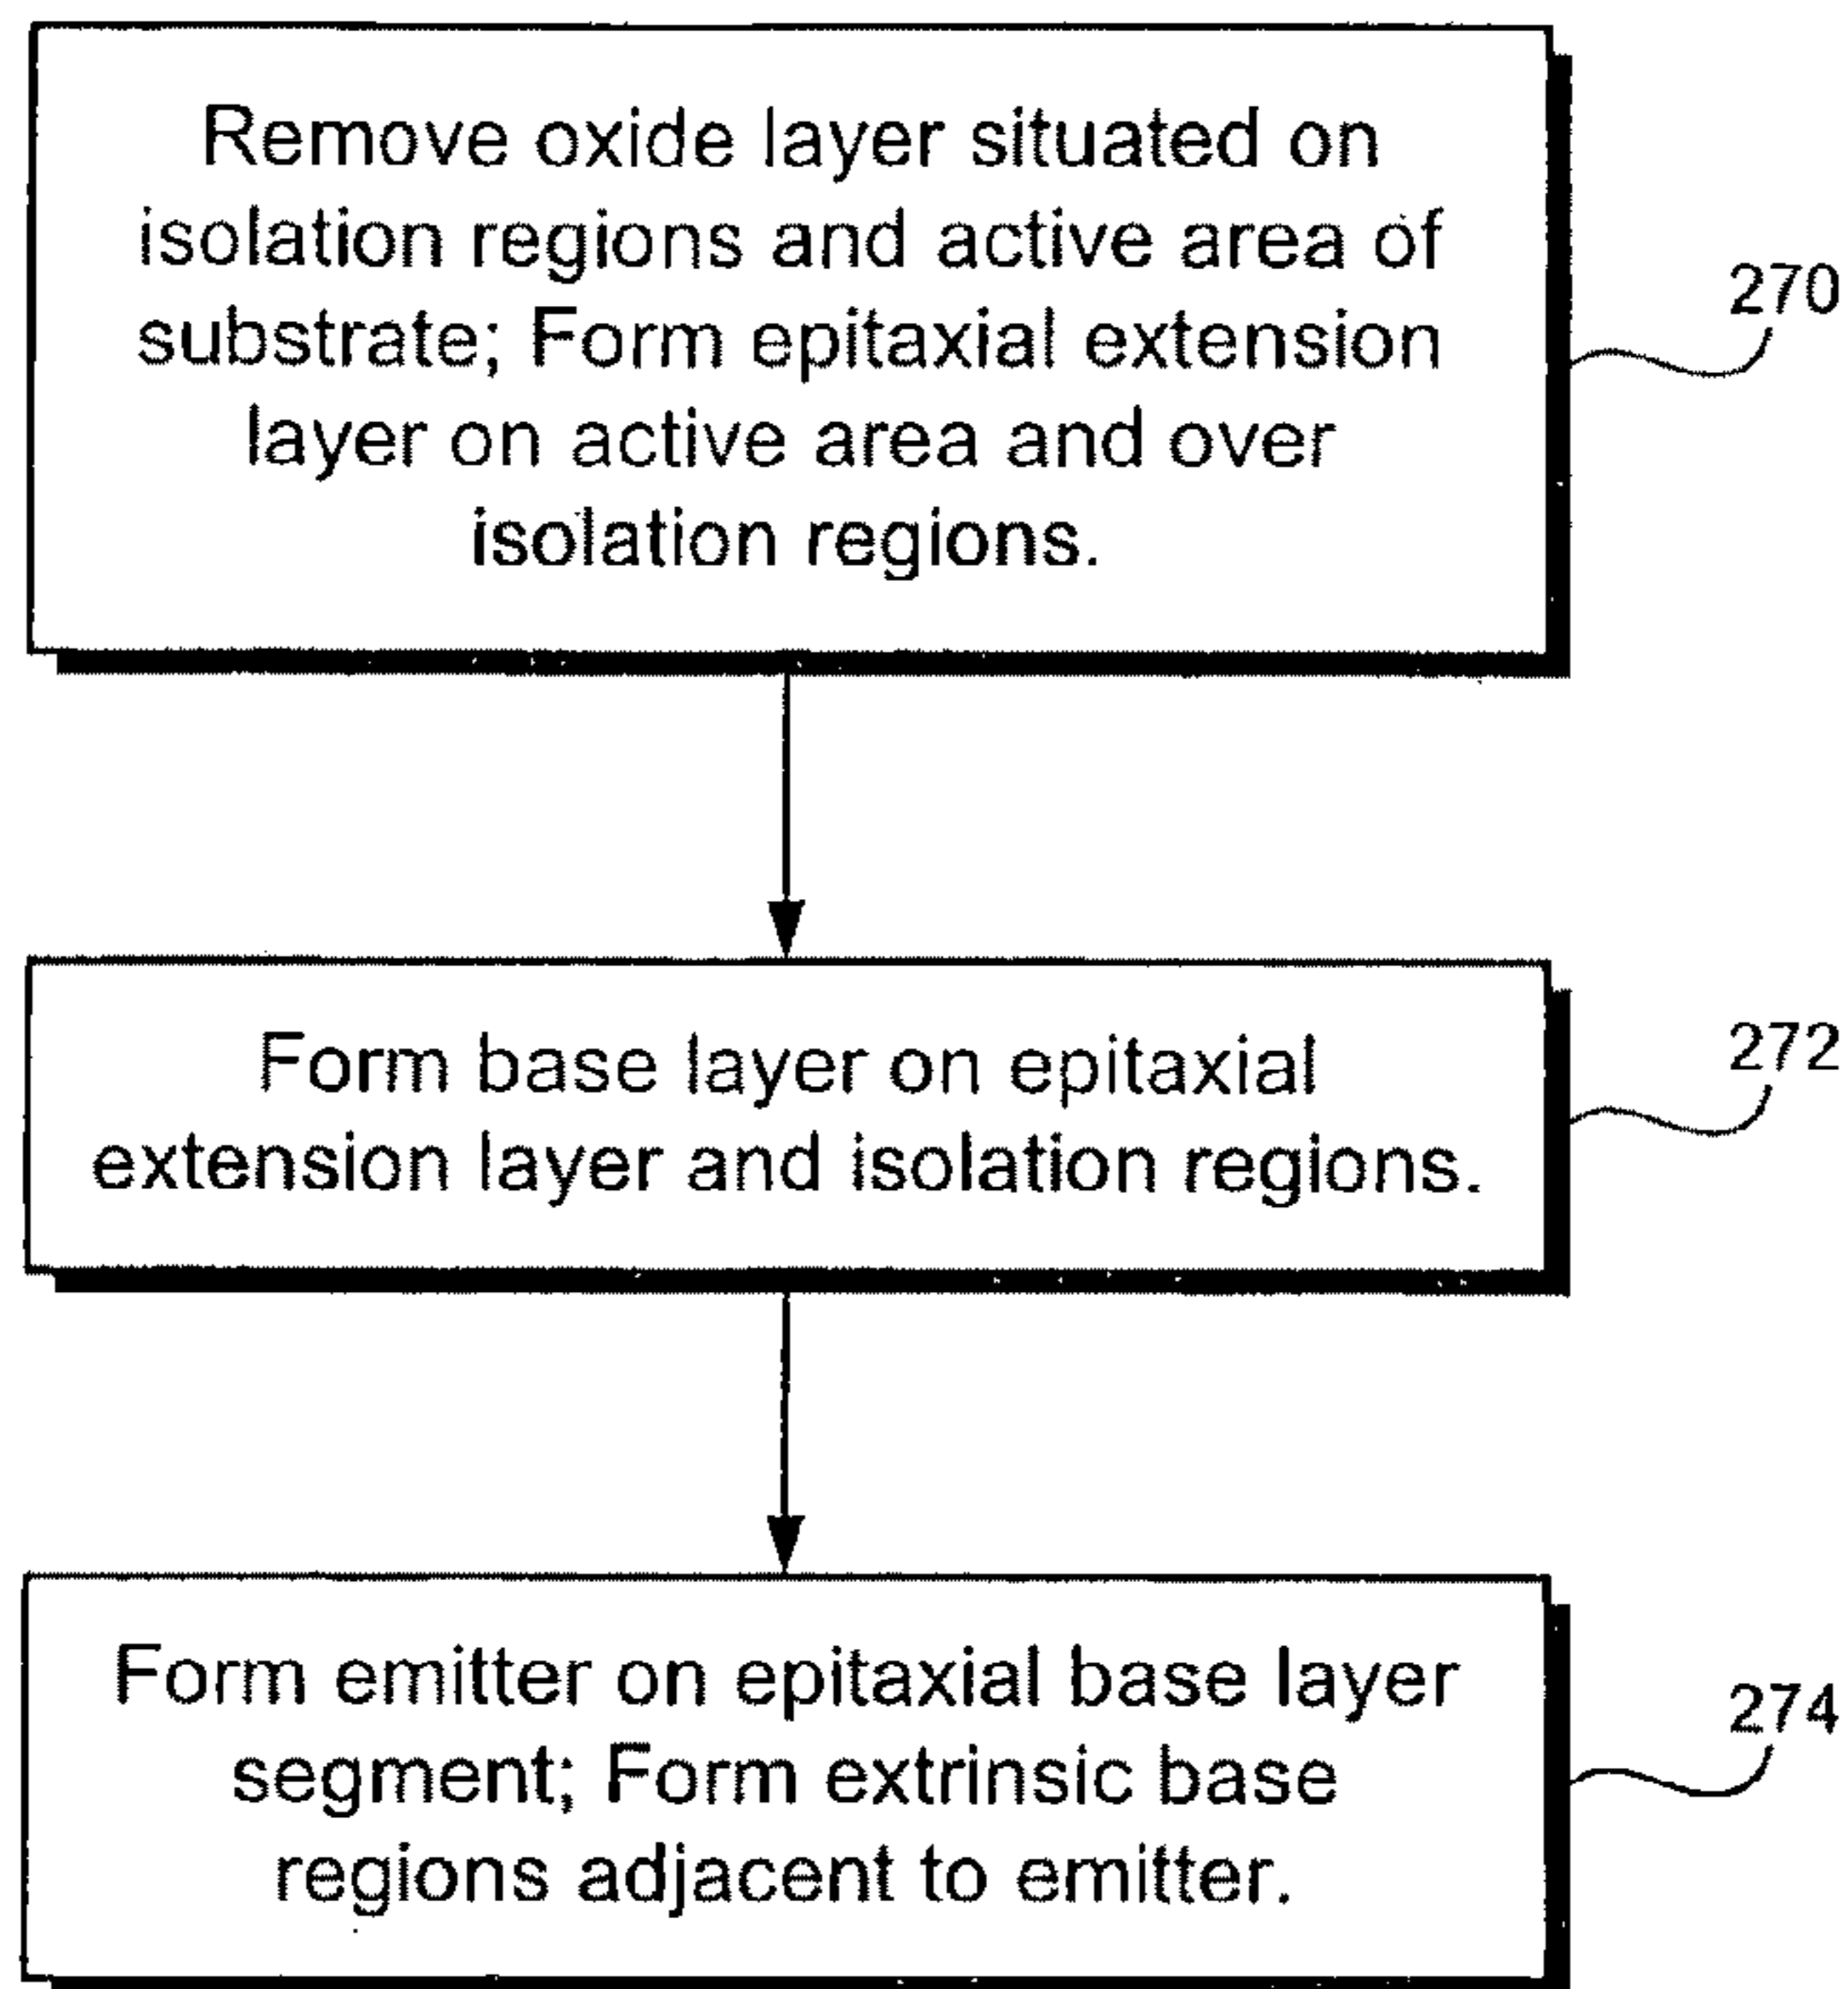 Remove oxide layer situated on
isolation regions and active area of
substrate; Form epitaxial extension
layer on active area and over
isolation regions.
270
Form base layer on epitaxial
extension layer and isolation regions.
272
Form emitter on epitaxial base layer
segment; Form extrinsic base
regions adjacent to emitter.
274